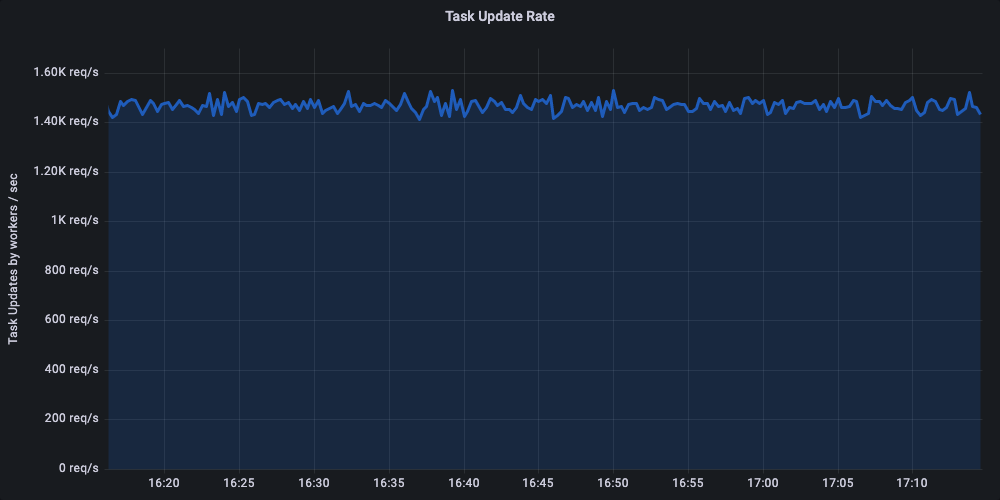 Task Update Rate
Task Updates by workers / sec
1.60K req/s
1.40K req/s
1.20K req/s
1K req/s
800 req/s
600 req/s
400 req/s
200 req/s
0 req/s
16:20 16:25 16:30 16:35 16:40 16:45 16:50 16:55 17:00 17:05 17:10